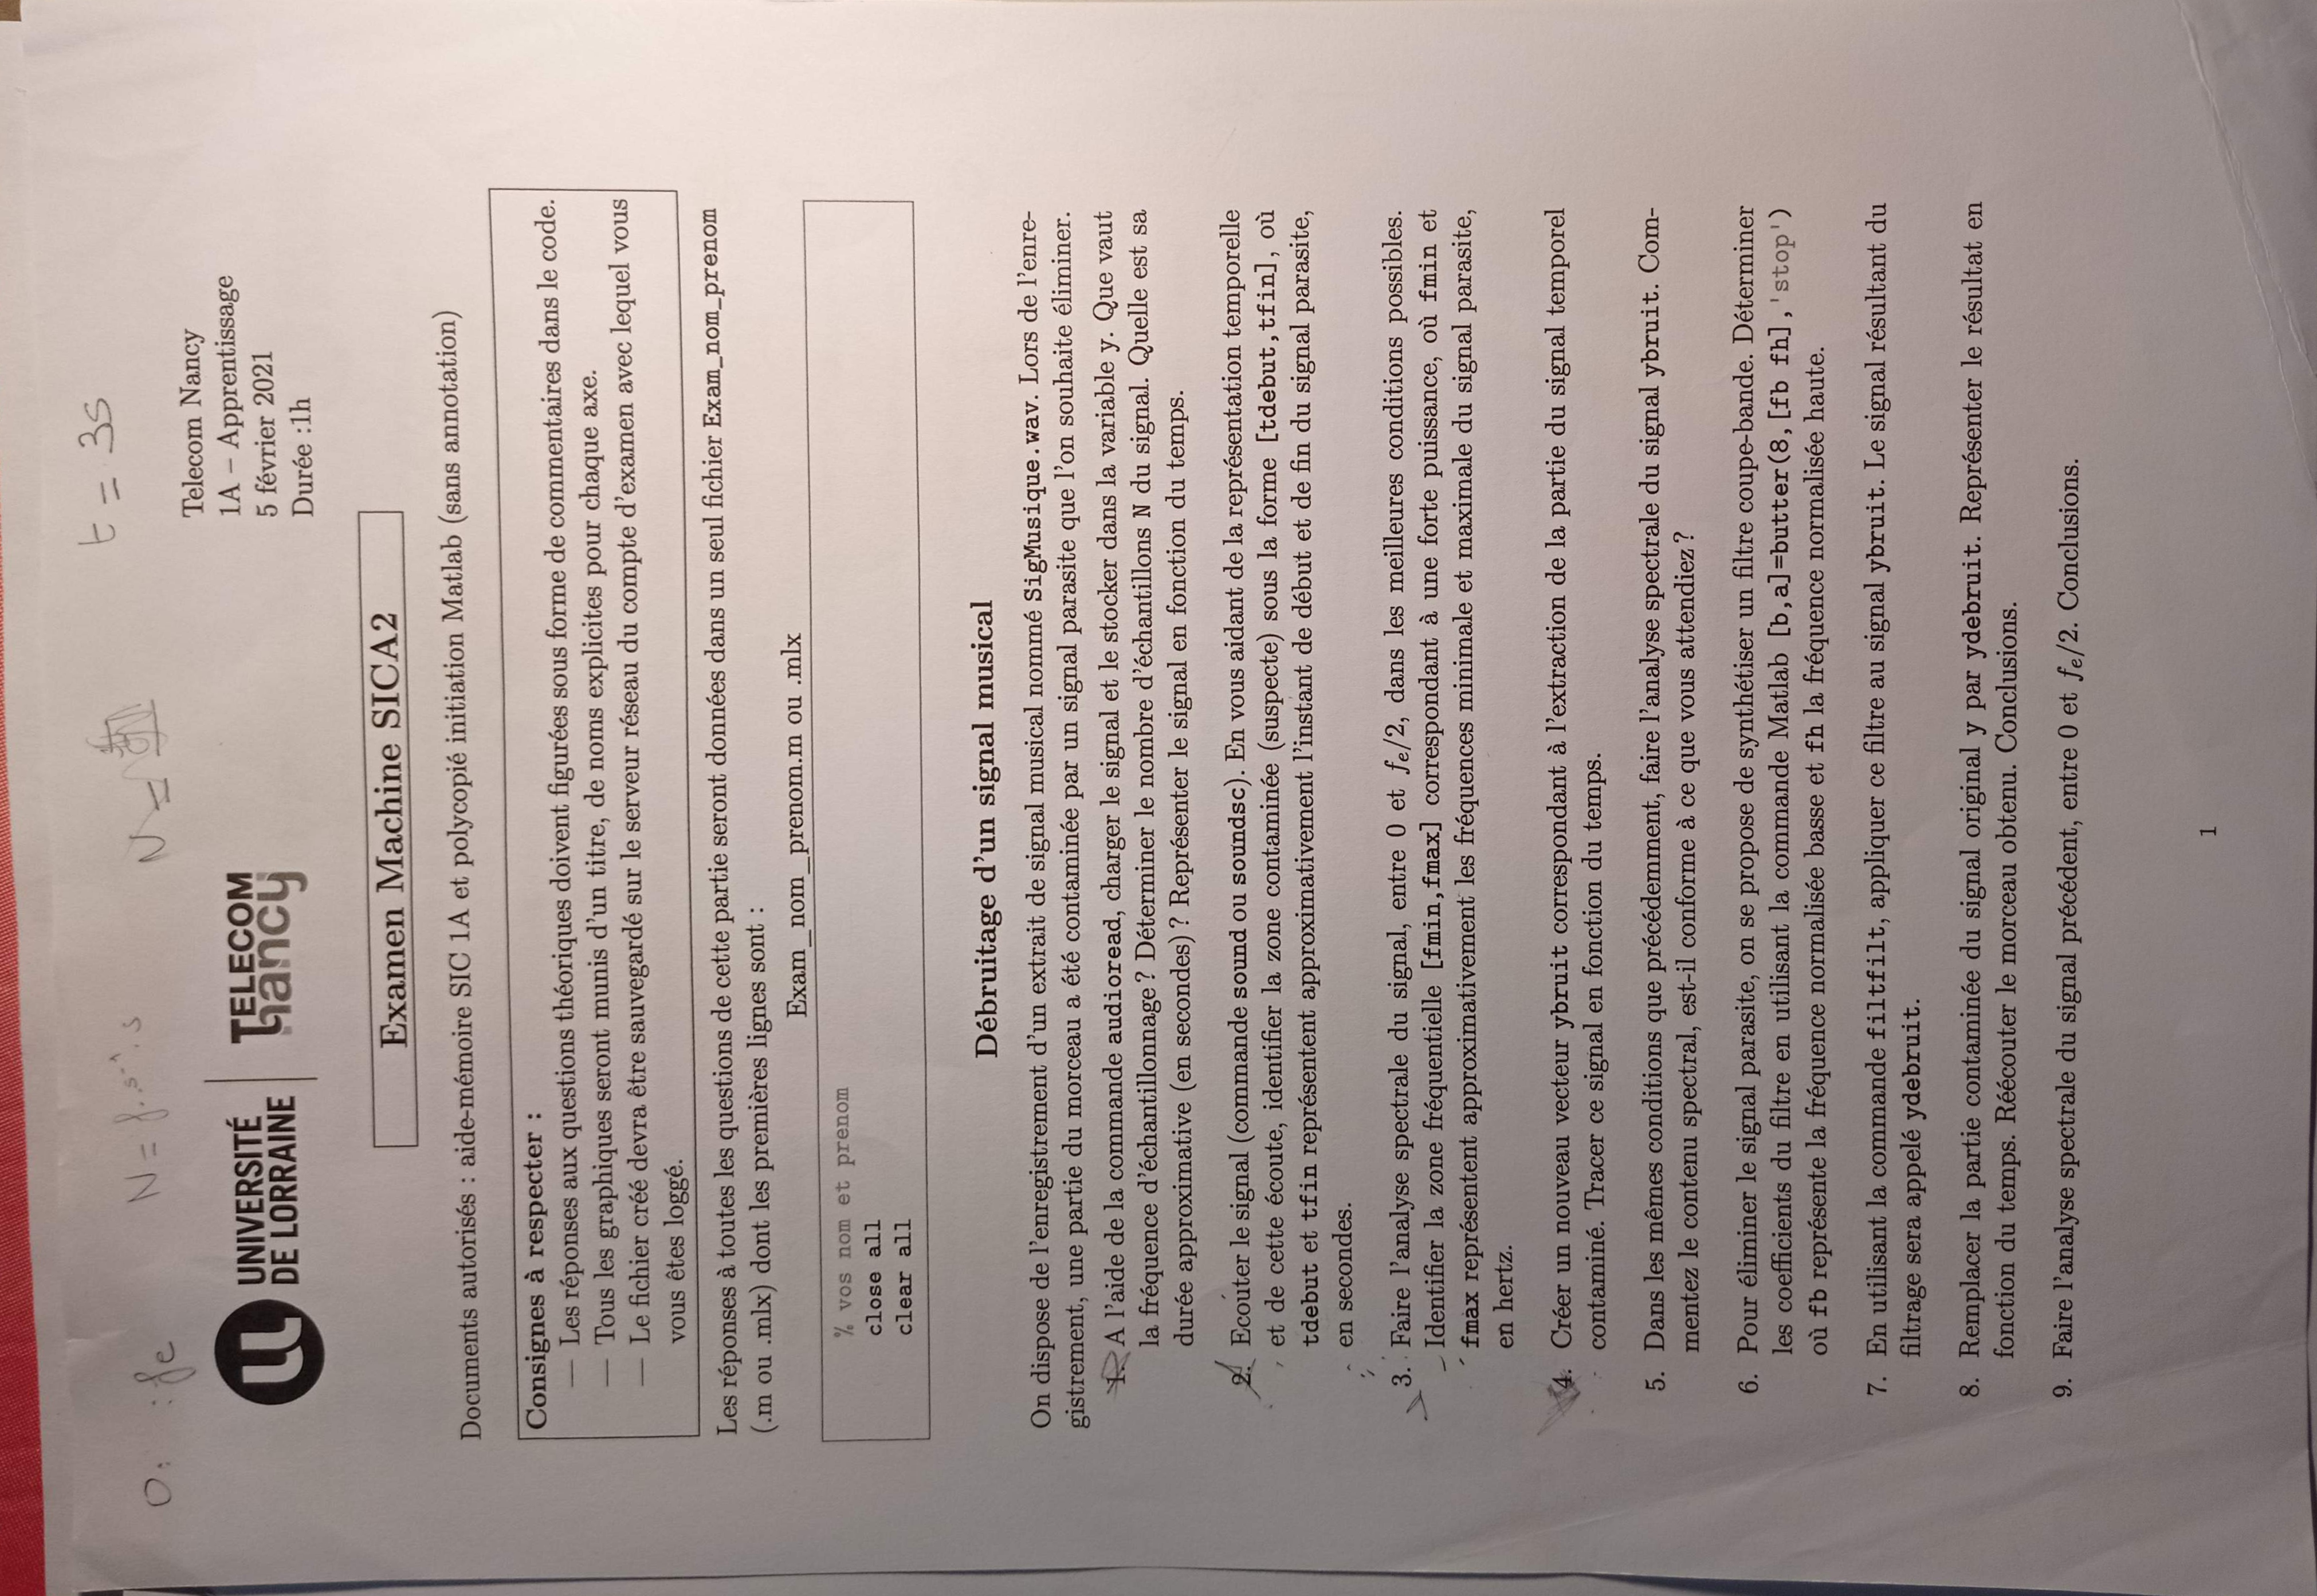 t = 3s
N =
O: fe N = f.s⁻¹.s
UNIVERSITÉ
DE LORRAINE
TELECOM
nancy
Telecom Nancy
1A – Apprentissage
5 février 2021
Durée :1h
Examen Machine SICA2
Documents autorisés : aide-mémoire SIC 1A et polycopié initiation Matlab (sans annotation)
Consignes à respecter :
— Les réponses aux questions théoriques doivent figurées sous forme de commentaires dans le code.
— Tous les graphiques seront munis d'un titre, de noms explicites pour chaque axe.
— Le fichier créé devra être sauvegardé sur le serveur réseau du compte d'examen avec lequel vous
vous êtes loggé.
Les réponses à toutes les questions de cette partie seront données dans un seul fichier Exam_nom_prenom
(.m ou .mlx) dont les premières lignes sont :
Exam_nom_prenom.m ou .mlx
% vos nom et prenom
close all
clear all
Débruitage d'un signal musical
On dispose de l'enregistrement d'un extrait de signal musical nommé SigMusique.wav. Lors de l'enre-
gistrement, une partie du morceau a été contaminée par un signal parasite que l'on souhaite éliminer.
1. A l'aide de la commande audioread, charger le signal et le stocker dans la variable y. Que vaut
la fréquence d'échantillonnage ? Déterminer le nombre d'échantillons N du signal. Quelle est sa
durée approximative (en secondes) ? Représenter le signal en fonction du temps.
2. Ecouter le signal (commande sound ou soundsc). En vous aidant de la représentation temporelle
et de cette écoute, identifier la zone contaminée (suspecte) sous la forme [tdebut,tfin], où
tdebut et tfin représentent approximativement l'instant de début et de fin du signal parasite,
en secondes.
3. Faire l'analyse spectrale du signal, entre 0 et fe/2, dans les meilleures conditions possibles.
Identifier la zone fréquentielle [fmin,fmax] correspondant à une forte puissance, où fmin et
fmax représentent approximativement les fréquences minimale et maximale du signal parasite,
en hertz.
4. Créer un nouveau vecteur ybruit correspondant à l'extraction de la partie du signal temporel
contaminé. Tracer ce signal en fonction du temps.
5. Dans les mêmes conditions que précédemment, faire l'analyse spectrale du signal ybruit. Com-
mentez le contenu spectral, est-il conforme à ce que vous attendiez ?
6. Pour éliminer le signal parasite, on se propose de synthétiser un filtre coupe-bande. Déterminer
les coefficients du filtre en utilisant la commande Matlab [b,a]=butter(8,[fb fh],'stop')
où fb représente la fréquence normalisée basse et fh la fréquence normalisée haute.
7. En utilisant la commande filtfilt, appliquer ce filtre au signal ybruit. Le signal résultant du
filtrage sera appelé ydebruit.
8. Remplacer la partie contaminée du signal original y par ydebruit. Représenter le résultat en
fonction du temps. Réécouter le morceau obtenu. Conclusions.
9. Faire l'analyse spectrale du signal précédent, entre 0 et fe/2. Conclusions.
1